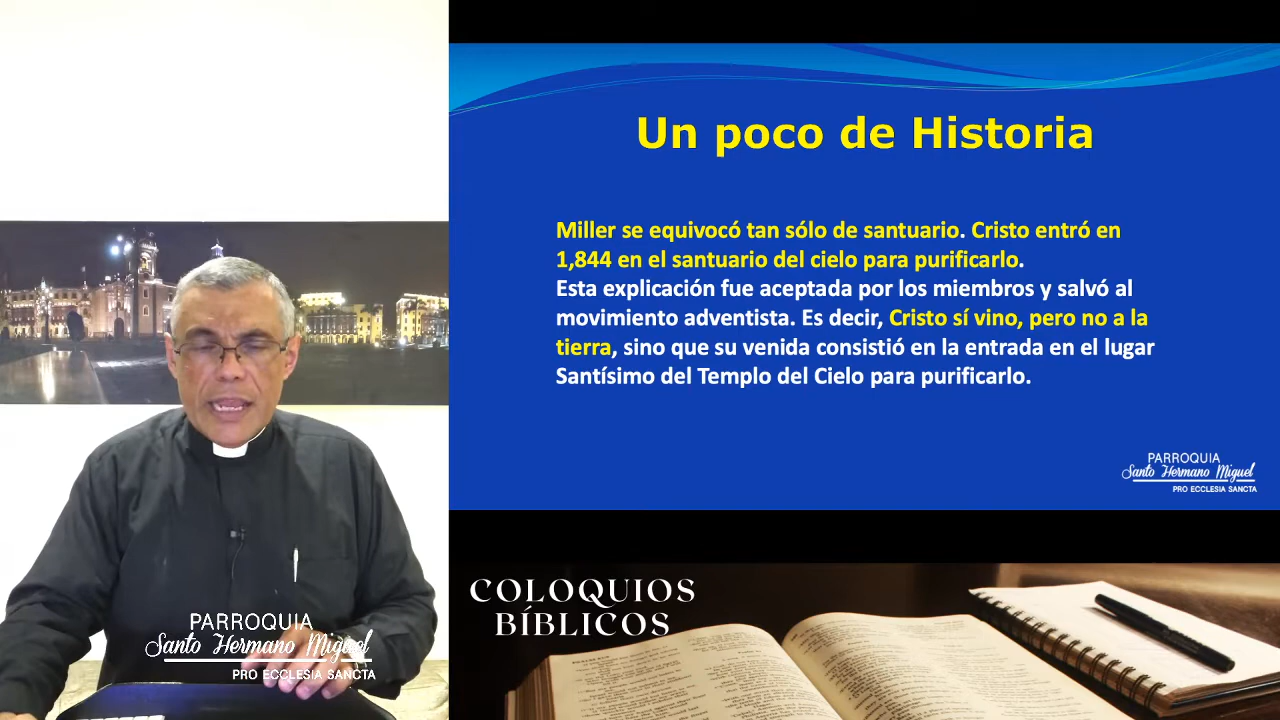 Un poco de Historia
Miller se equivocó tan sólo de santuario. Cristo entró en
1,844 en el santuario del cielo para purificarlo.
Esta explicación fue aceptada por los miembros y salvó al
movimiento adventista. Es decir, Cristo sí vino, pero no a la
tierra, sino que su venida consistió en la entrada en el lugar
Santísimo del Templo del Cielo para purificarlo.
PARROQUIA
Santo Hermano Miguel
PRO ECCLESIA SANCTA
COLOQUIOS
BÍBLICOS
PARROQUIA
Santo Hermano Miguel
PRO ECCLESIA SANCTA